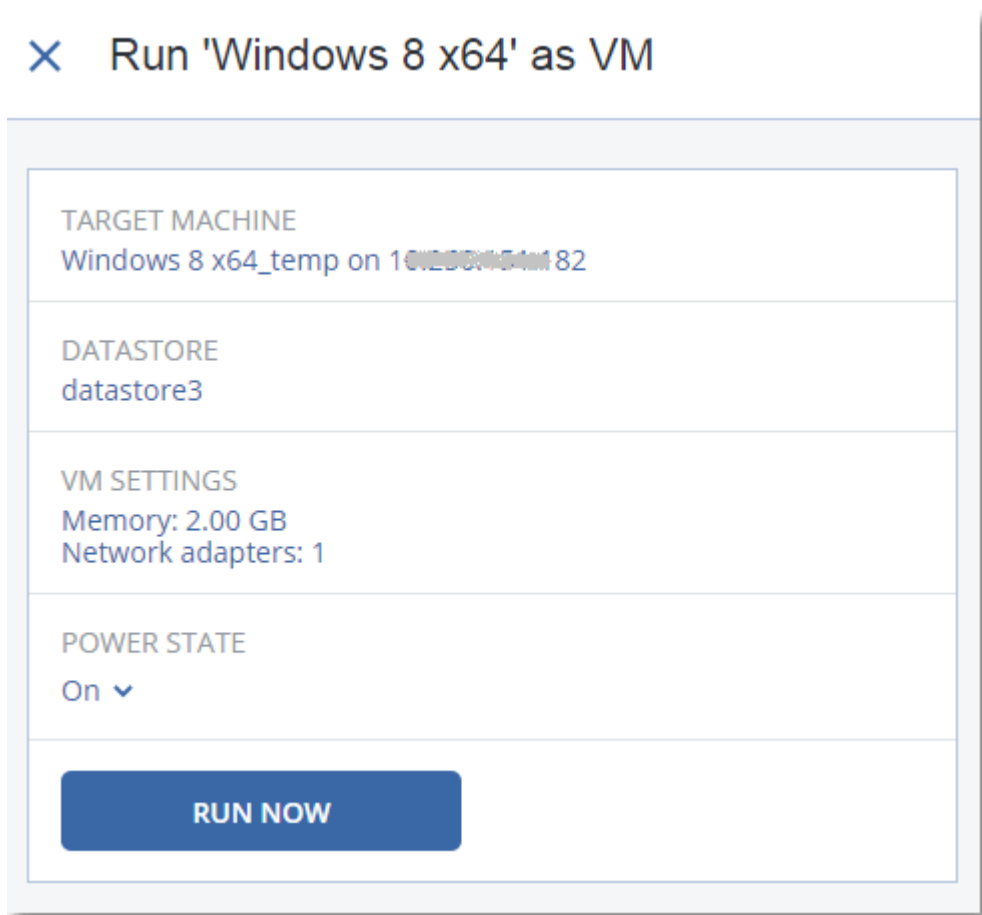 Run 'Windows 8 x64' as VM
TARGET MACHINE
Windows 8 x64_temp on 182
DATASTORE
datastore3
VM SETTINGS
Memory: 2.00 GB
Network adapters: 1
POWER STATE
On
RUN NOW